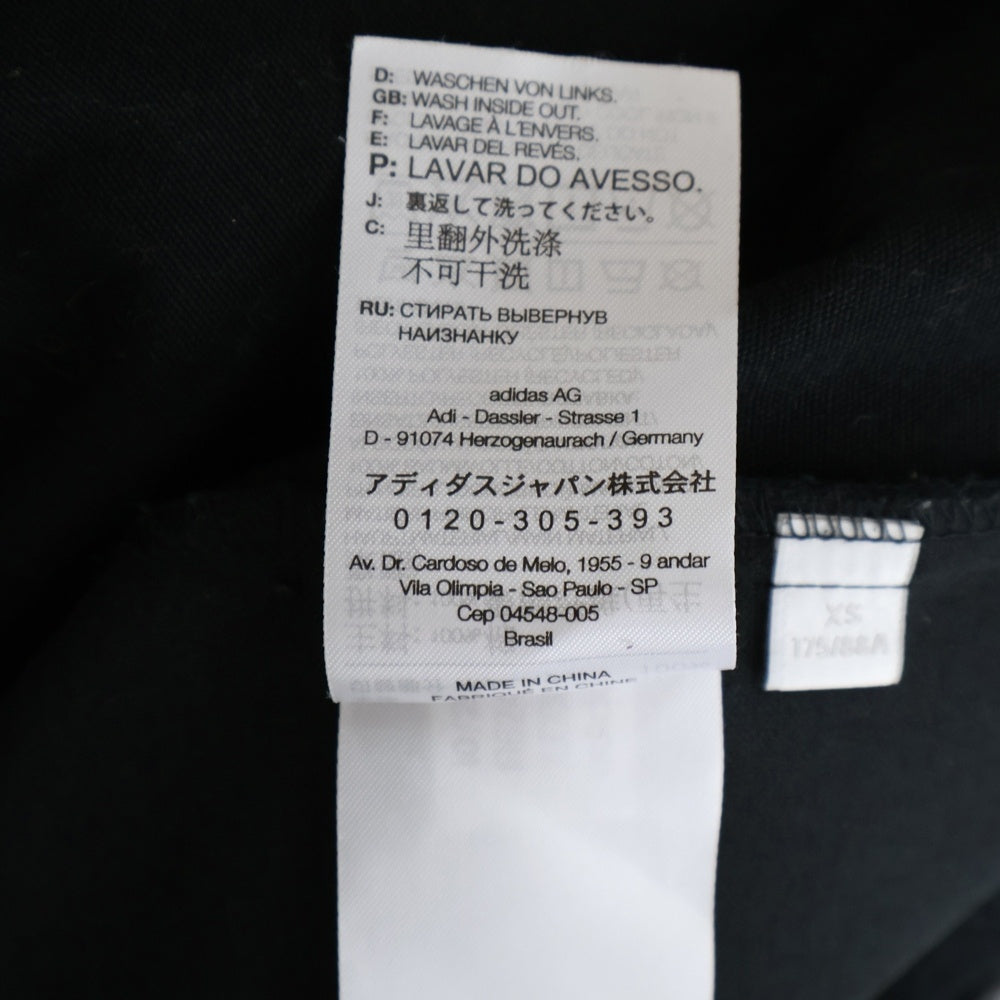 D: WASCHEN VON LINKS.
GB: WASH INSIDE OUT.
F: LAVAGE À L'ENVERS.
E: LAVAR DEL REVÉS.
P: LAVAR DO AVESSO.
J: 裏返して洗ってください。
C: 里翻外洗涤
不可干洗
RU: СТИРАТЬ ВЫВЕРНУВ
НАИЗНАНКУ
adidas AG
Adi - Dassler - Strasse 1
D - 91074 Herzogenaurach / Germany
アディダスジャパン株式会社
0120-305-393
Av. Dr. Cardoso de Melo, 1955 - 9 andar
Vila Olimpia - Sao Paulo - SP
Cep 04548-005
Brasil
MADE IN CHINA
FABRIQUÉ EN CHINE
XS
175/88A